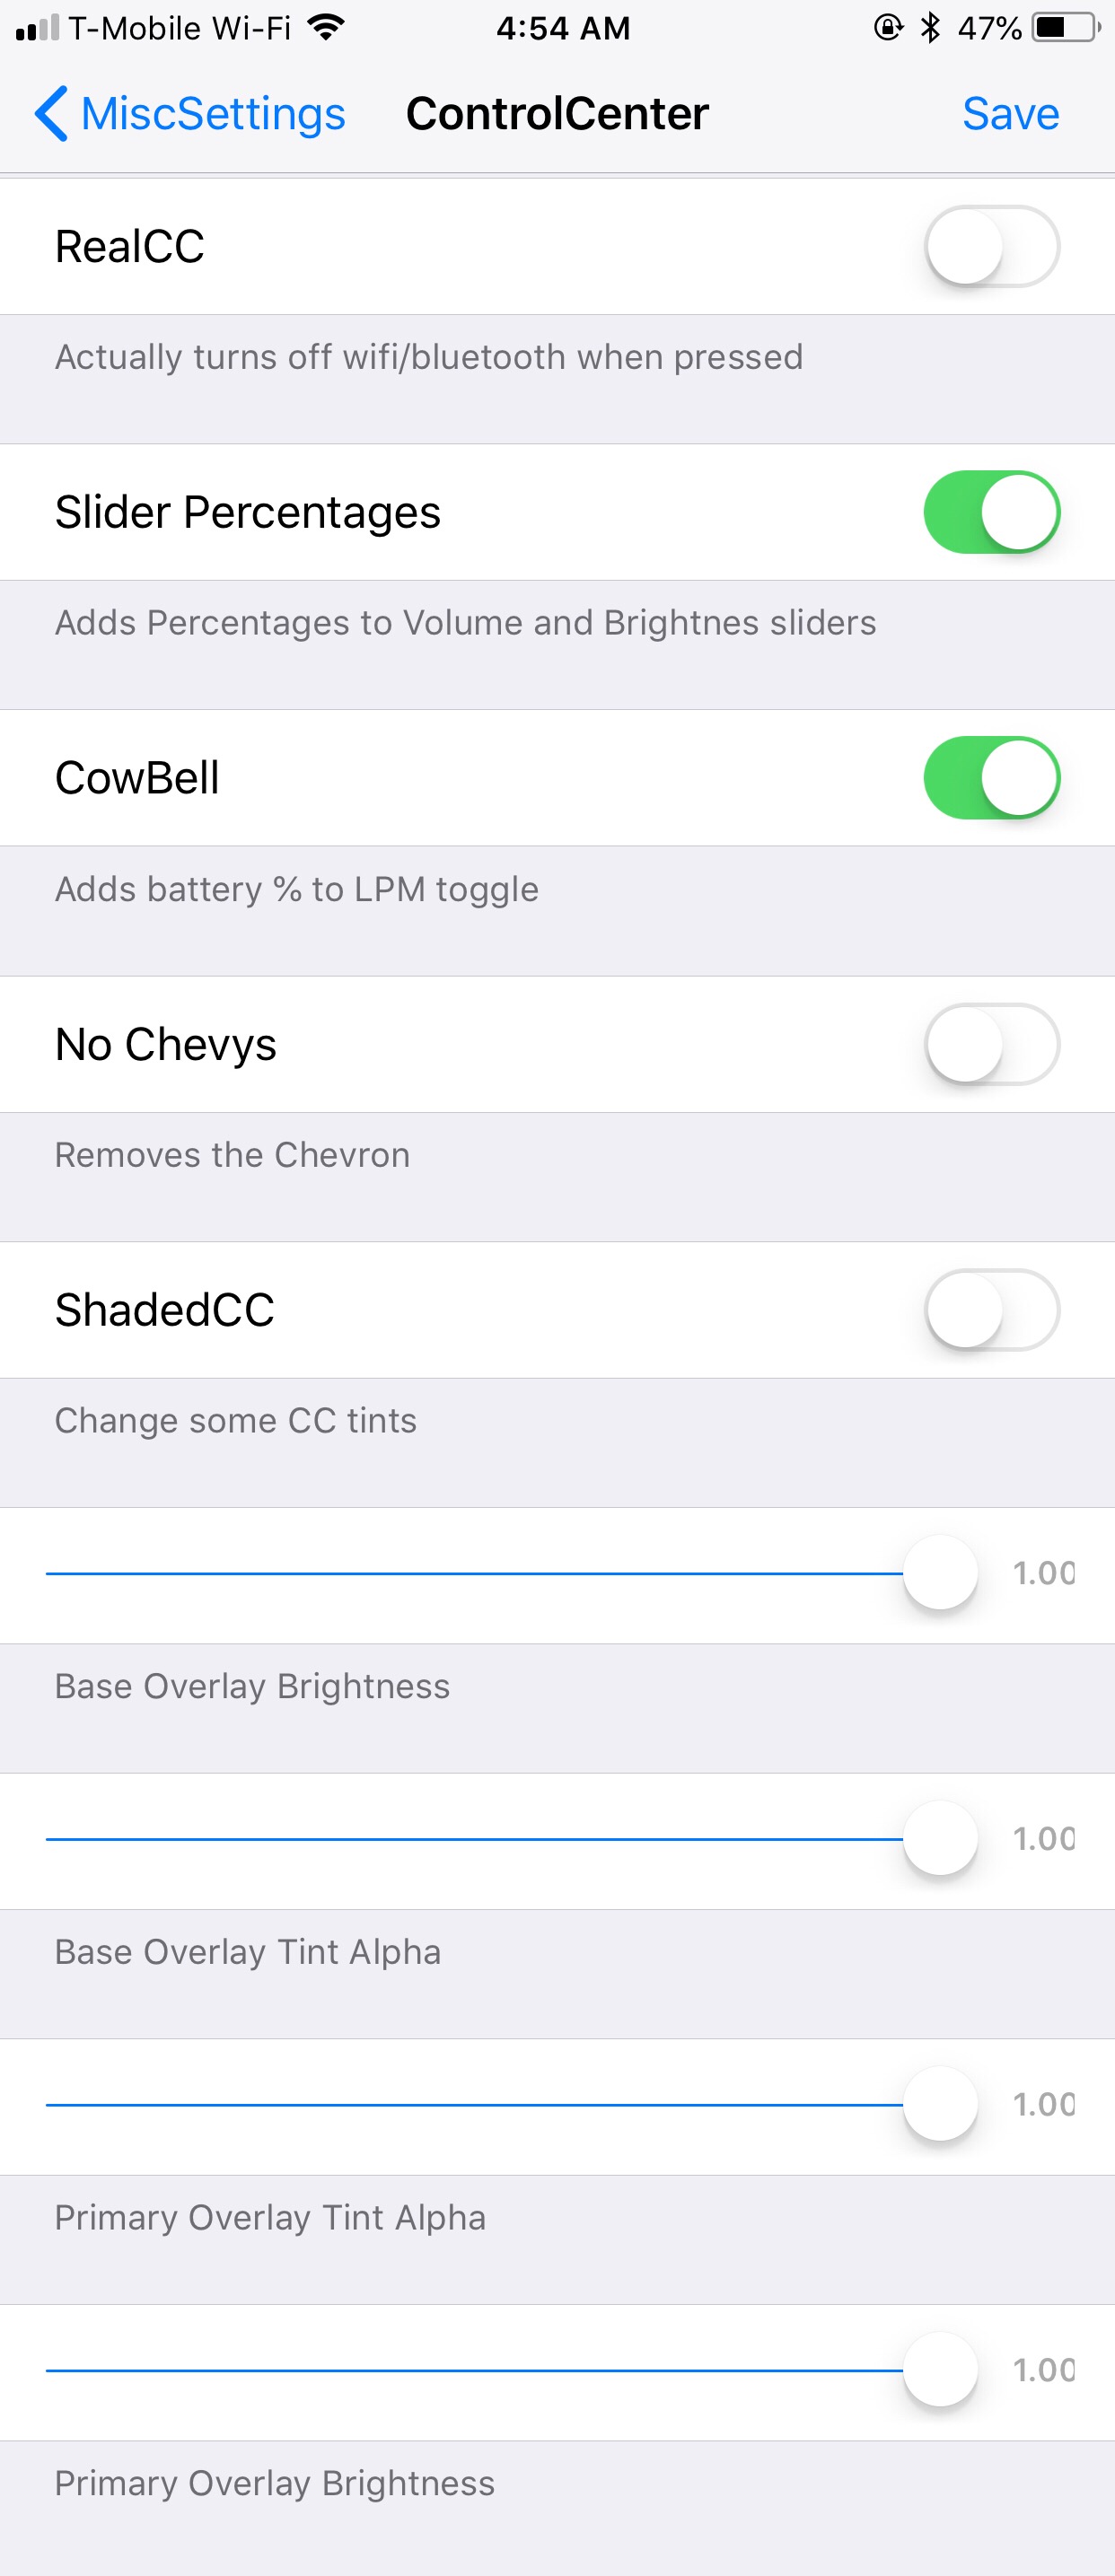 T-Mobile Wi-Fi 4:54 AM 47%
MiscSettings ControlCenter Save
RealCC
Actually turns off wifi/bluetooth when pressed
Slider Percentages
Adds Percentages to Volume and Brightnes sliders
CowBell
Adds battery % to LPM toggle
No Chevys
Removes the Chevron
ShadedCC
Change some CC tints
1.00
Base Overlay Brightness
1.00
Base Overlay Tint Alpha
1.00
Primary Overlay Tint Alpha
1.00
Primary Overlay Brightness